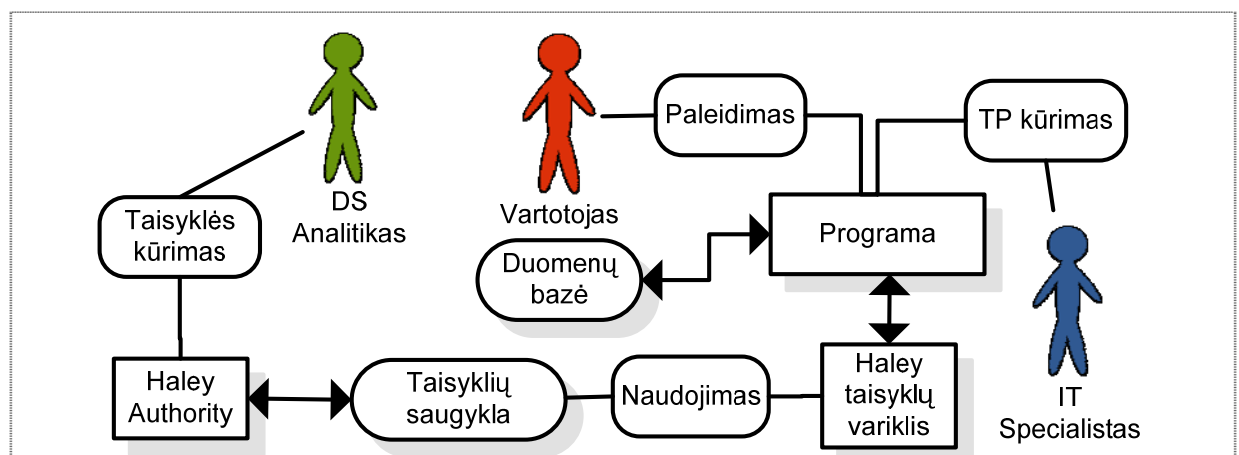 Paleidimas
TP kūrimas
DS
Analitikas
Vartotojas
Taisyklės
kūrimas
Programa
Duomenų
bazė
Haley
Authority
Taisyklių
saugykla
Naudojimas
Haley
taisyklų
variklis
IT
Specialistas